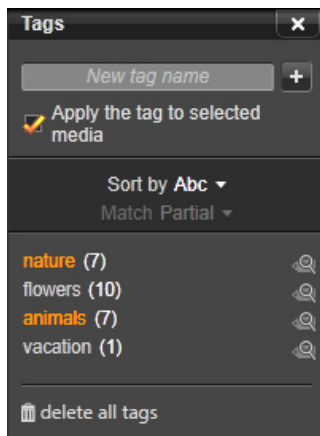 Tags
New tag name
Apply the tag to selected
media
Sort by Abc
Match Partial
nature (7)
flowers (10)
animals (7)
vacation (1)
delete all tags